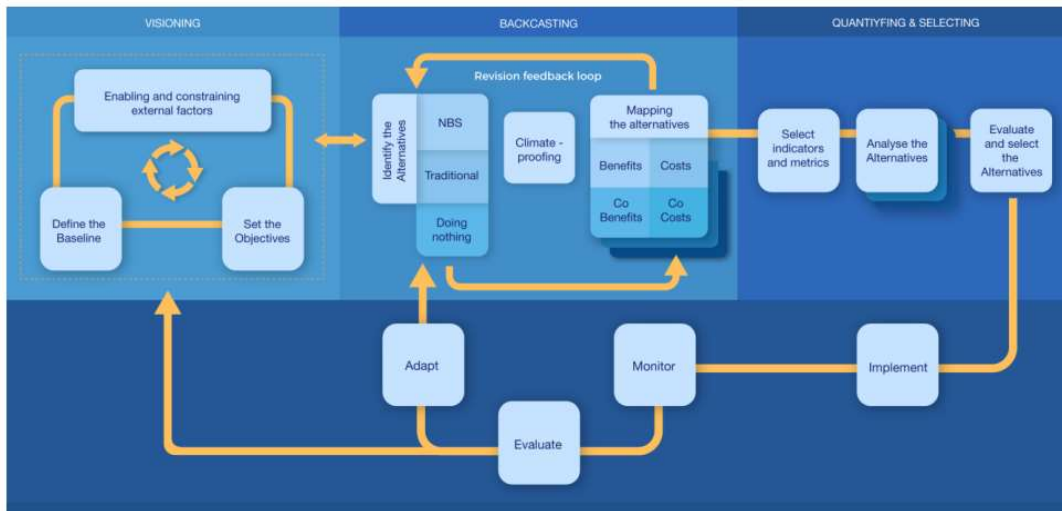 VISIONING
BACKCASTING
QUANTIYFING & SELECTING
Enabling and constraining
external factors
Define the
Baseline
Set the
Objectives
Revision feedback loop
Identify the
Alternatives
NBS
Traditional
Doing
nothing
Climate -
proofing
Mapping
the alternatives
Benefits
Costs
Co
Benefits
Co
Costs
Select
indicators
and metrics
Analyse the
Alternatives
Evaluate
and select
the
Alternatives
Adapt
Monitor
Implement
Evaluate